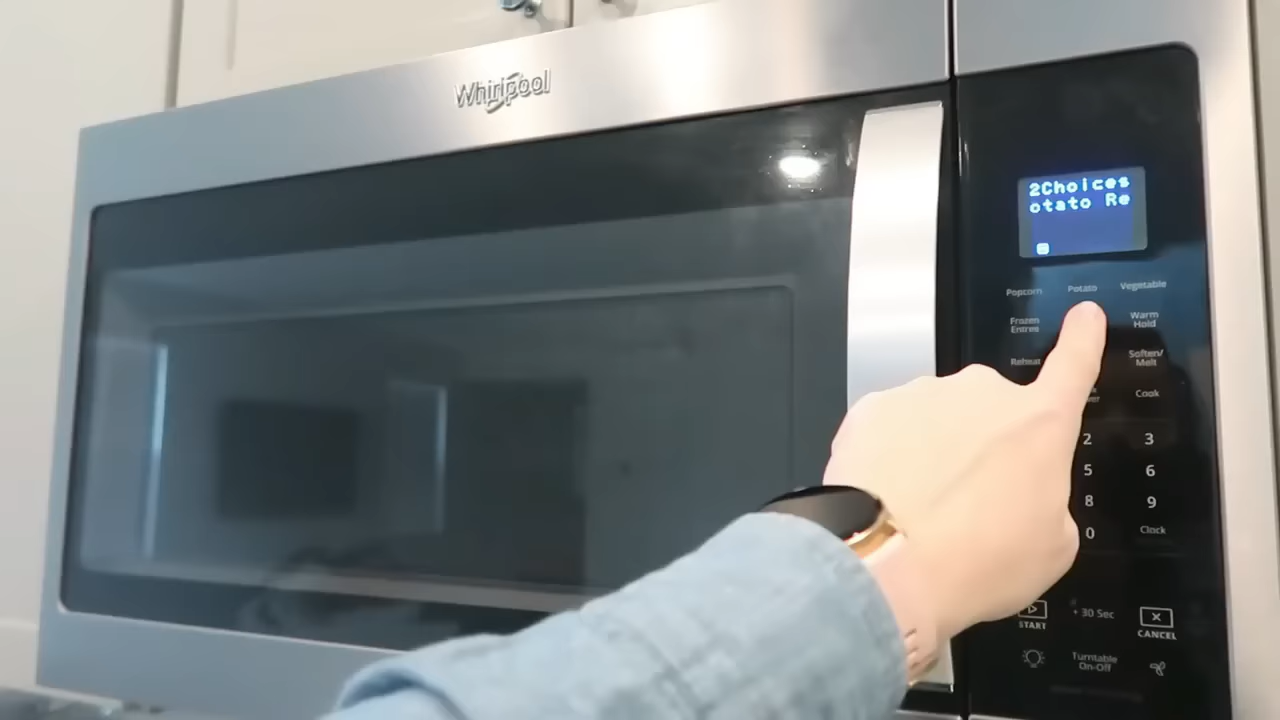 Whirlpool
2Choices
otato Re
Popcorn Potato Vegetable
Frozen Entree Warm Hold
Reheat Soften/ Melt
Cook
2 3
5 6
8 9
0 Clock
START +30 Sec CANCEL
Turntable On-Off